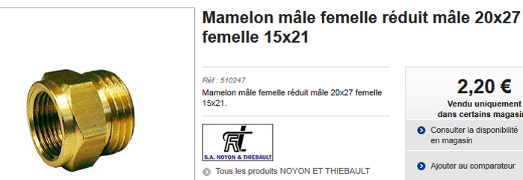 Mamelon mâle femelle réduit mâle 20x27
femelle 15x21
Réf : 510247
Mamelon mâle femelle réduit mâle 20x27 femelle
15x21.
S.A. NOYON & THIEBAULT
Tous les produits NOYON ET THIEBAULT
2,20 €
Vendu uniquement
dans certains magasi
Consulter la disponibilité
en magasin
Ajouter au comparateur